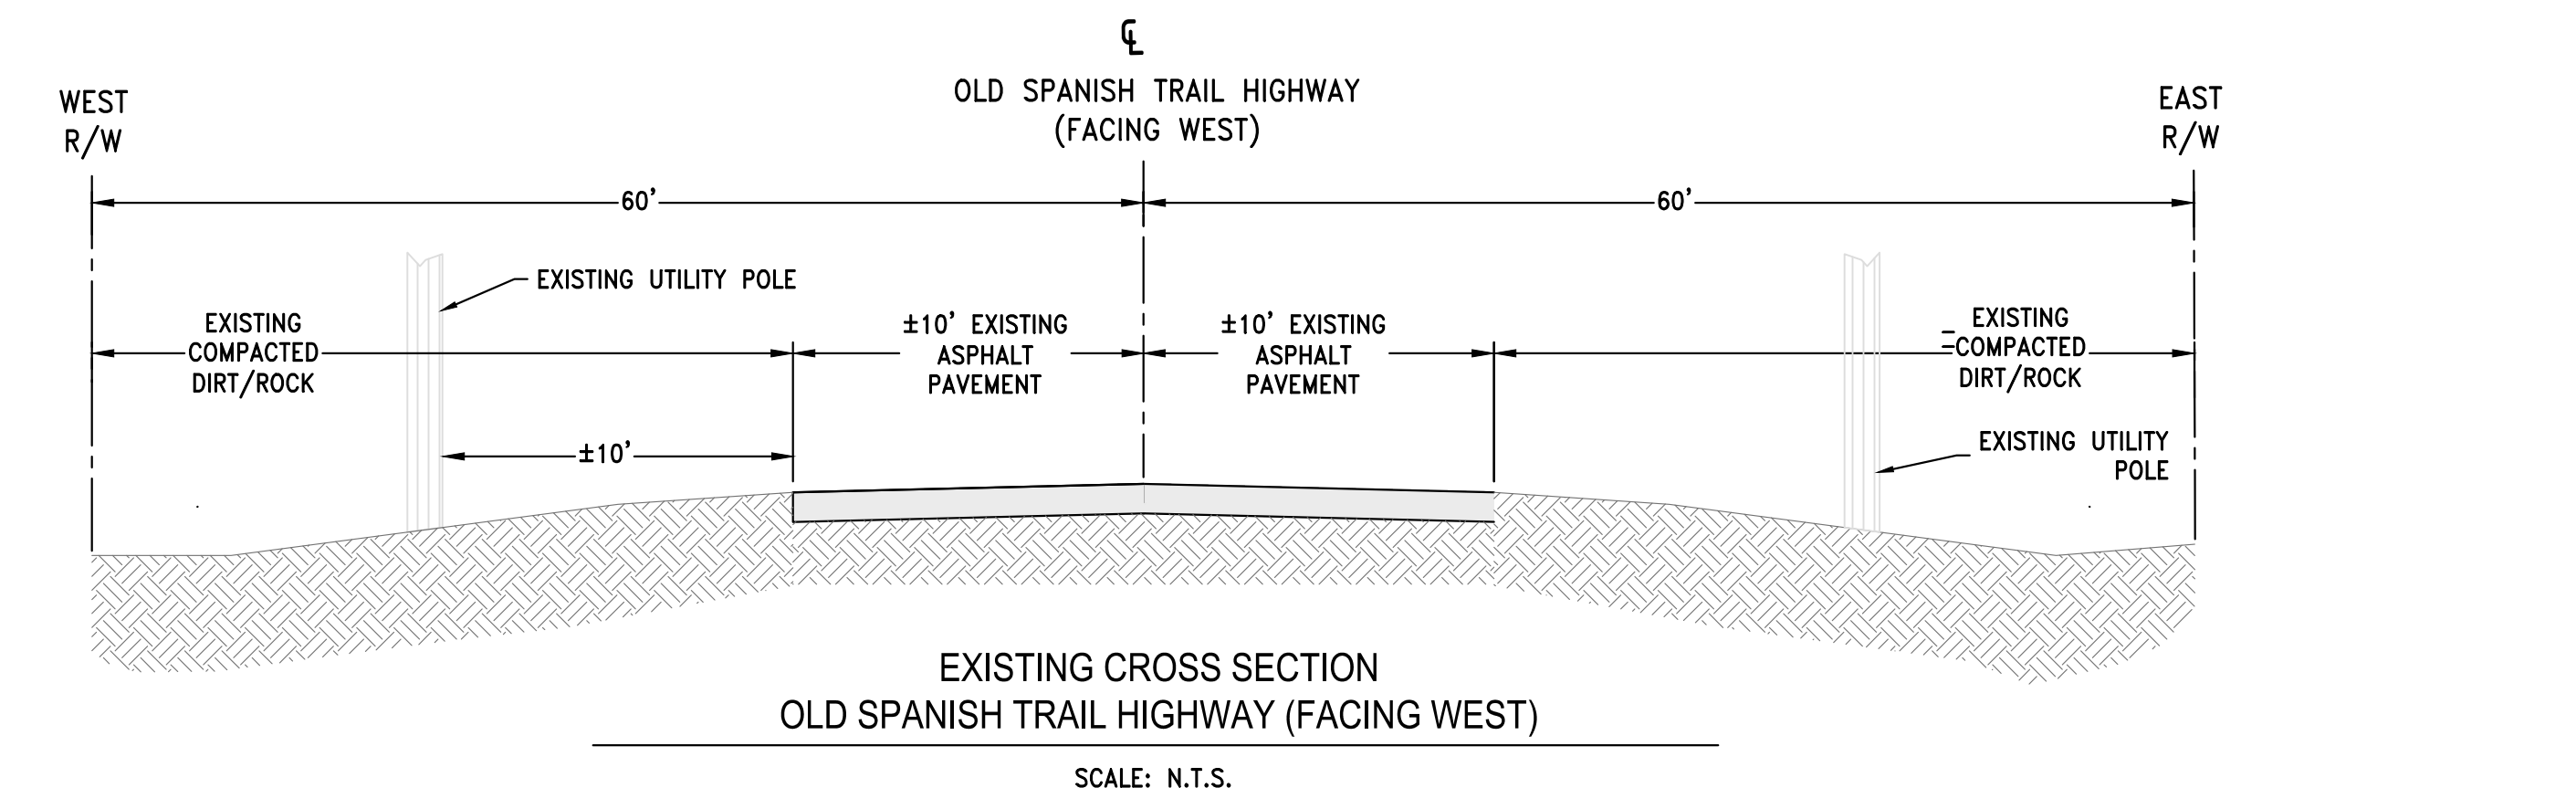 ℄
OLD SPANISH TRAIL HIGHWAY
(FACING WEST)
WEST
R/W
EAST
R/W
60'
60'
EXISTING UTILITY POLE
EXISTING
COMPACTED
DIRT/ROCK
±10' EXISTING
ASPHALT
PAVEMENT
±10' EXISTING
ASPHALT
PAVEMENT
EXISTING
COMPACTED
DIRT/ROCK
±10'
EXISTING UTILITY
POLE
EXISTING CROSS SECTION
OLD SPANISH TRAIL HIGHWAY (FACING WEST)
SCALE: N.T.S.